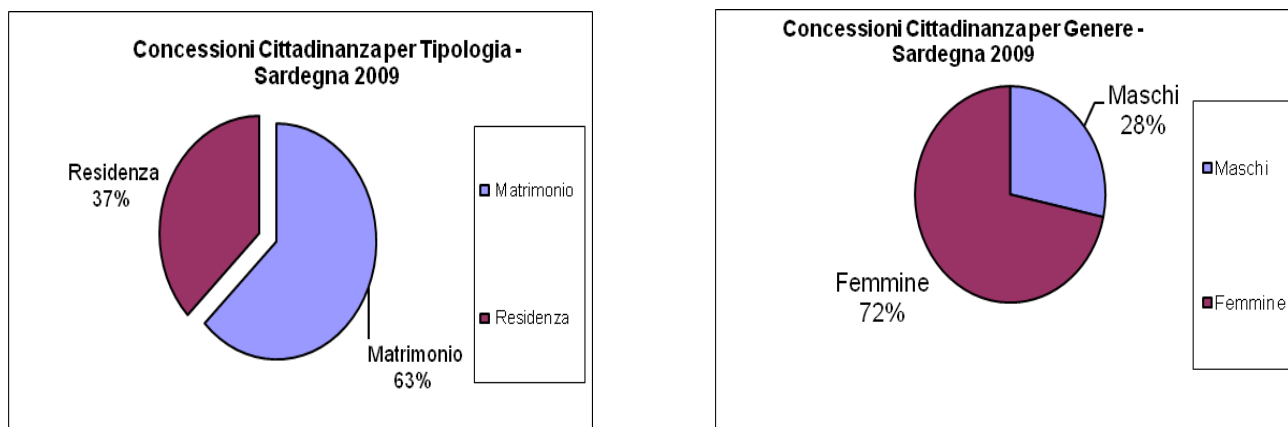 Concessioni Cittadinanza per Tipologia -
Sardegna 2009
Residenza
37%
Matrimonio
63%
Matrimonio
Residenza
Concessioni Cittadinanza per Genere -
Sardegna 2009
Maschi
28%
Femmine
72%
Maschi
Femmine